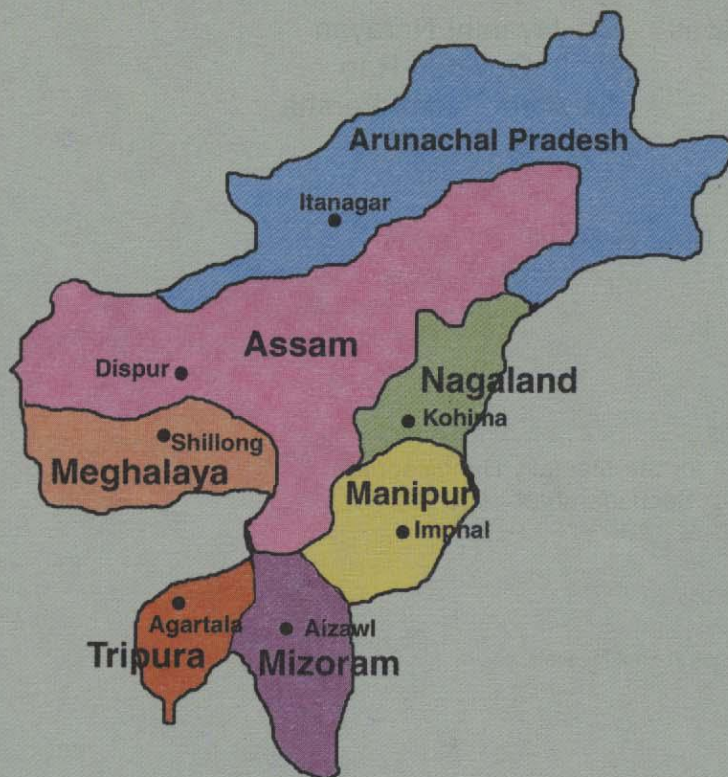 Arunachal Pradesh
Itanagar
Assam
Dispur
Nagaland
Kohima
Shillong
Meghalaya
Manipur
Imphal
Agartala
Tripura
Aizawl
Mizoram